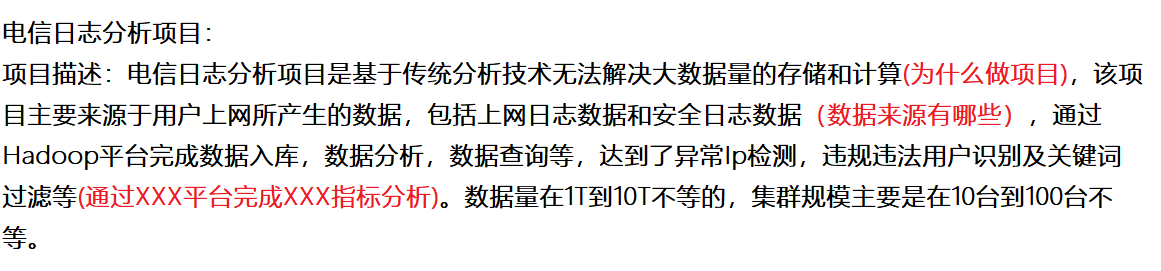 电信日志分析项目：
项目描述：电信日志分析项目是基于传统分析技术无法解决大数据量的存储和计算(为什么做项目)，该项
目主要来源于用户上网所产生的数据，包括上网日志数据和安全日志数据（数据来源有哪些），通过
Hadoop平台完成数据入库，数据分析，数据查询等，达到了异常Ip检测，违规违法用户识别及关键词
过滤等(通过XXX平台完成XXX指标分析)。数据量在1T到10T不等的，集群规模主要是在10台到100台不
等。